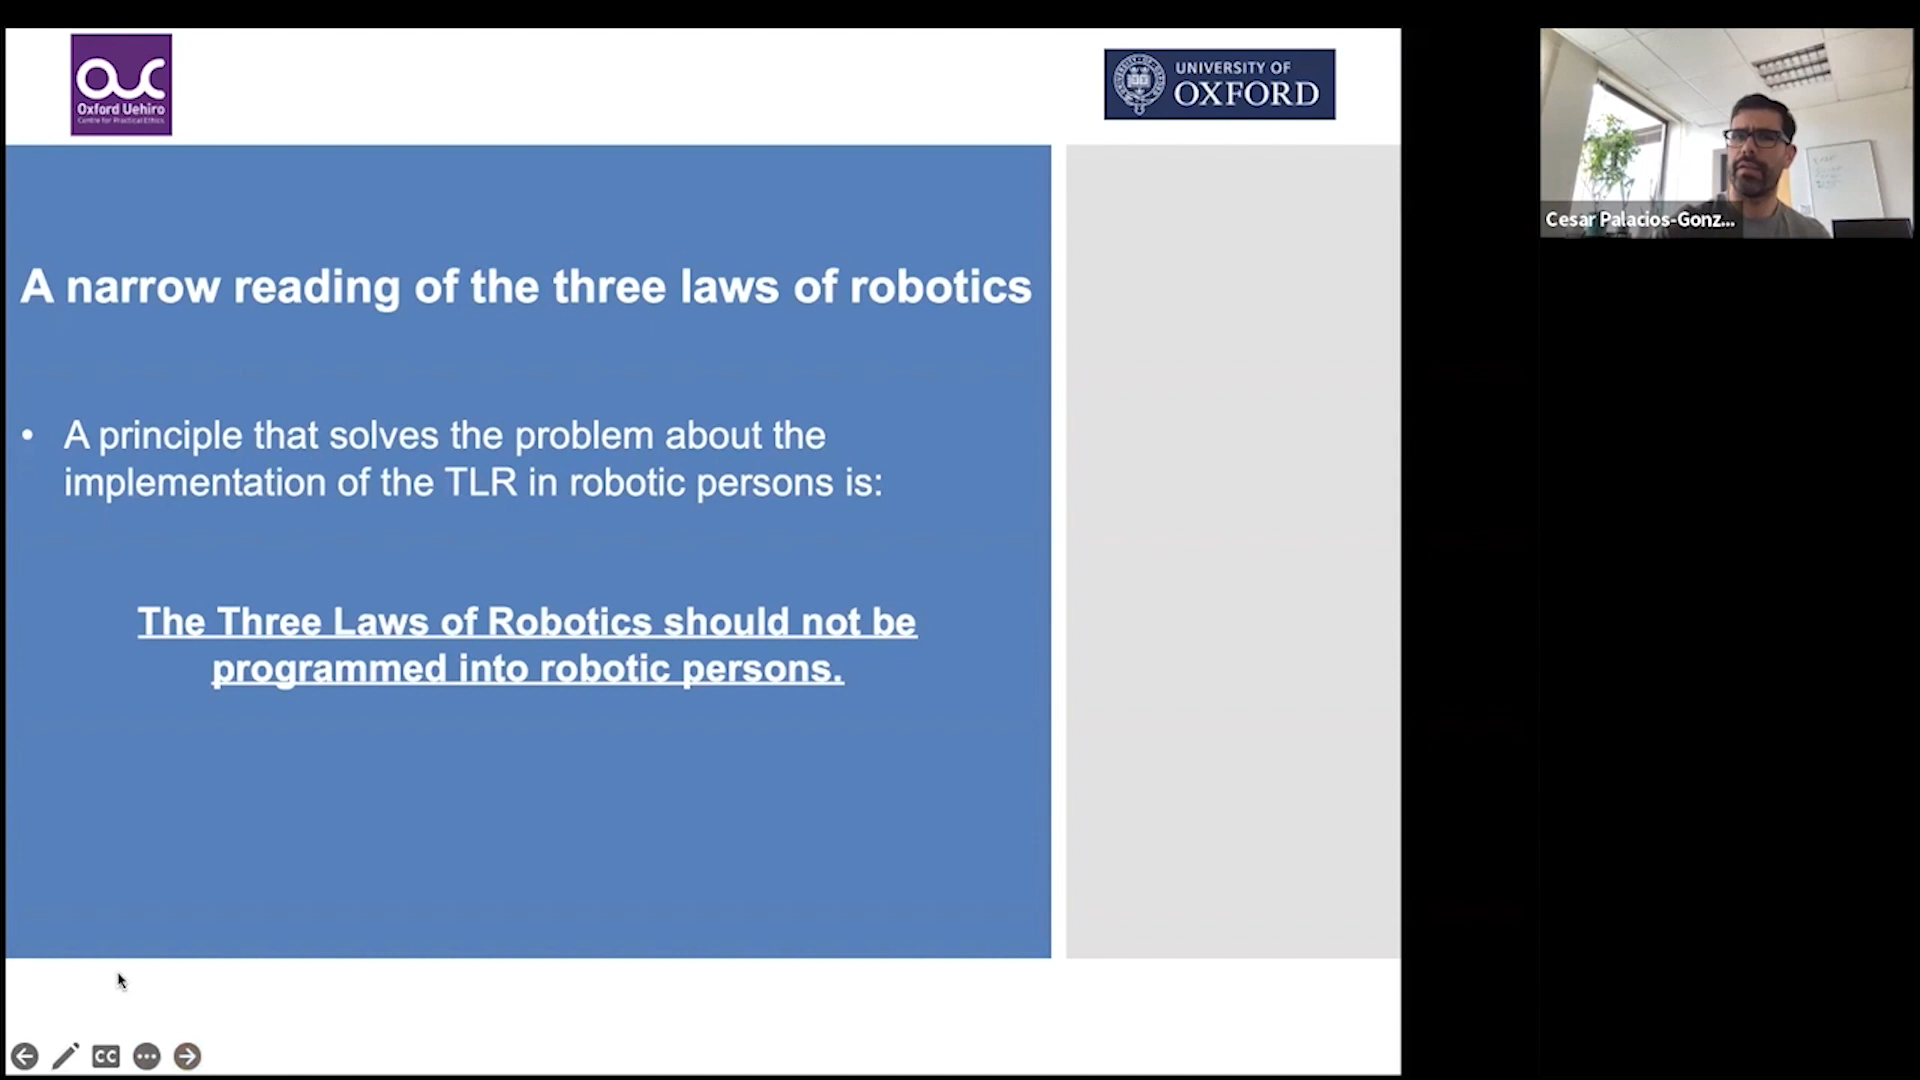 OUC
Oxford Uehiro
Centre for Practical Ethics
UNIVERSITY OF
OXFORD
A narrow reading of the three laws of robotics
• A principle that solves the problem about the
implementation of the TLR in robotic persons is:
The Three Laws of Robotics should not be
programmed into robotic persons.
Cesar Palacios-Gonz...
CC